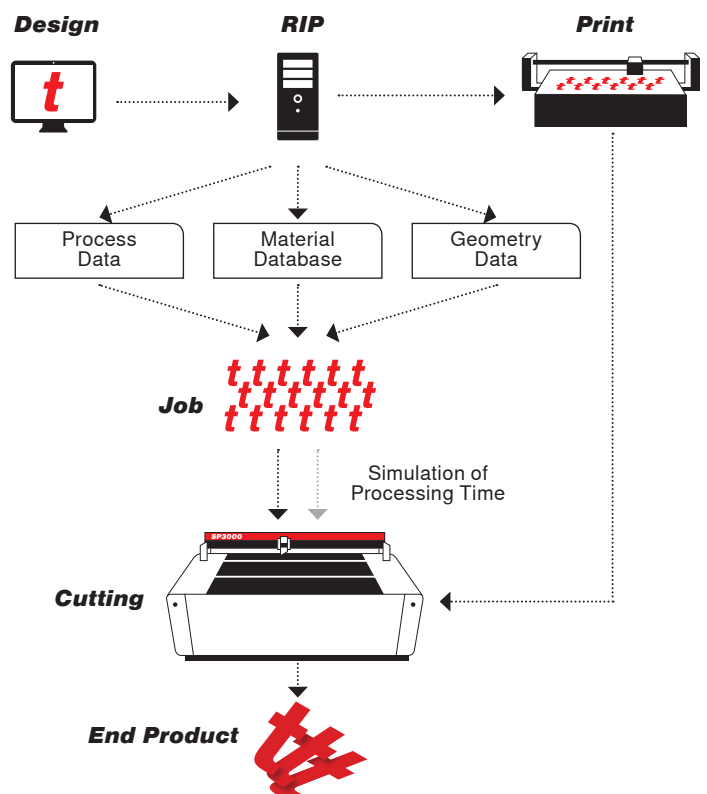 Design
RIP
Print
t
Process
Data
Material
Database
Geometry
Data
t t t t t t
t t t t t t
t t t t t t
Job
Simulation of
Processing Time
SP3000
Cutting
End Product